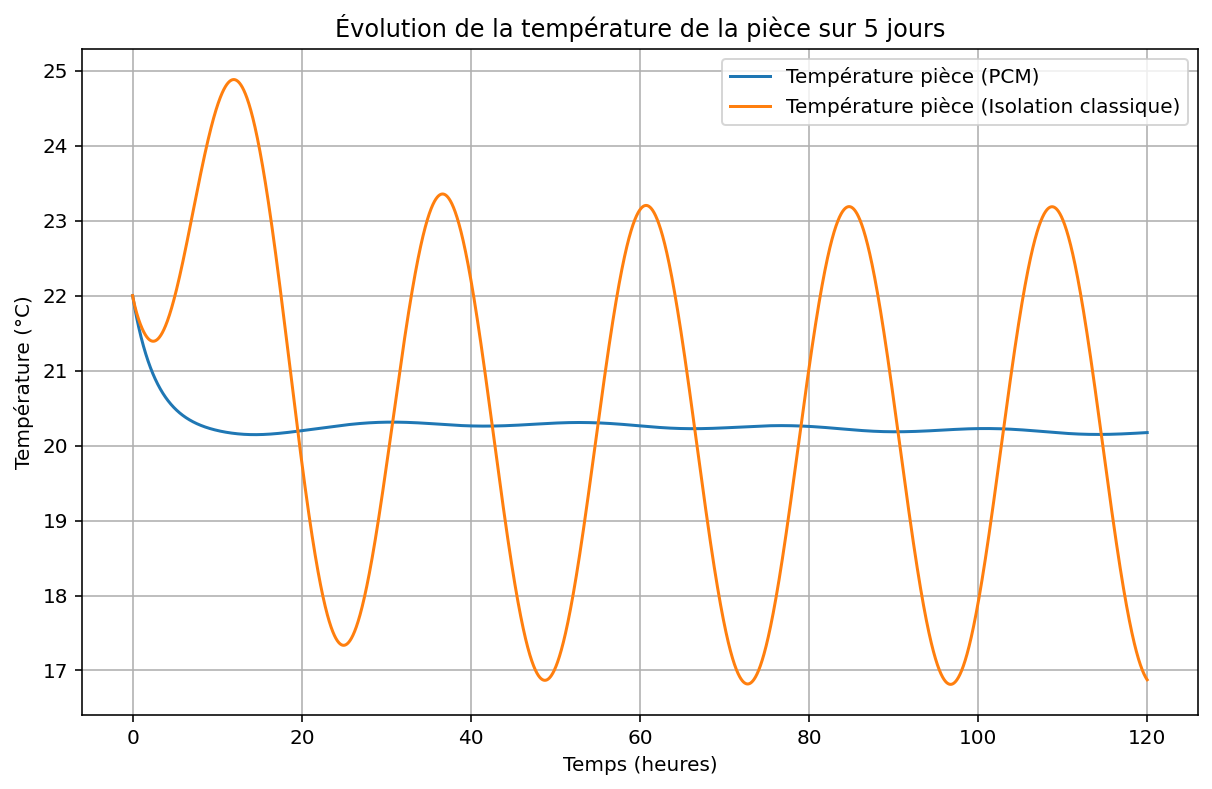 Évolution de la température de la pièce sur 5 jours
Température pièce (PCM)
Température pièce (Isolation classique)
Température (°C)
25
24
23
22
21
20
19
18
17
0 20 40 60 80 100 120
Temps (heures)